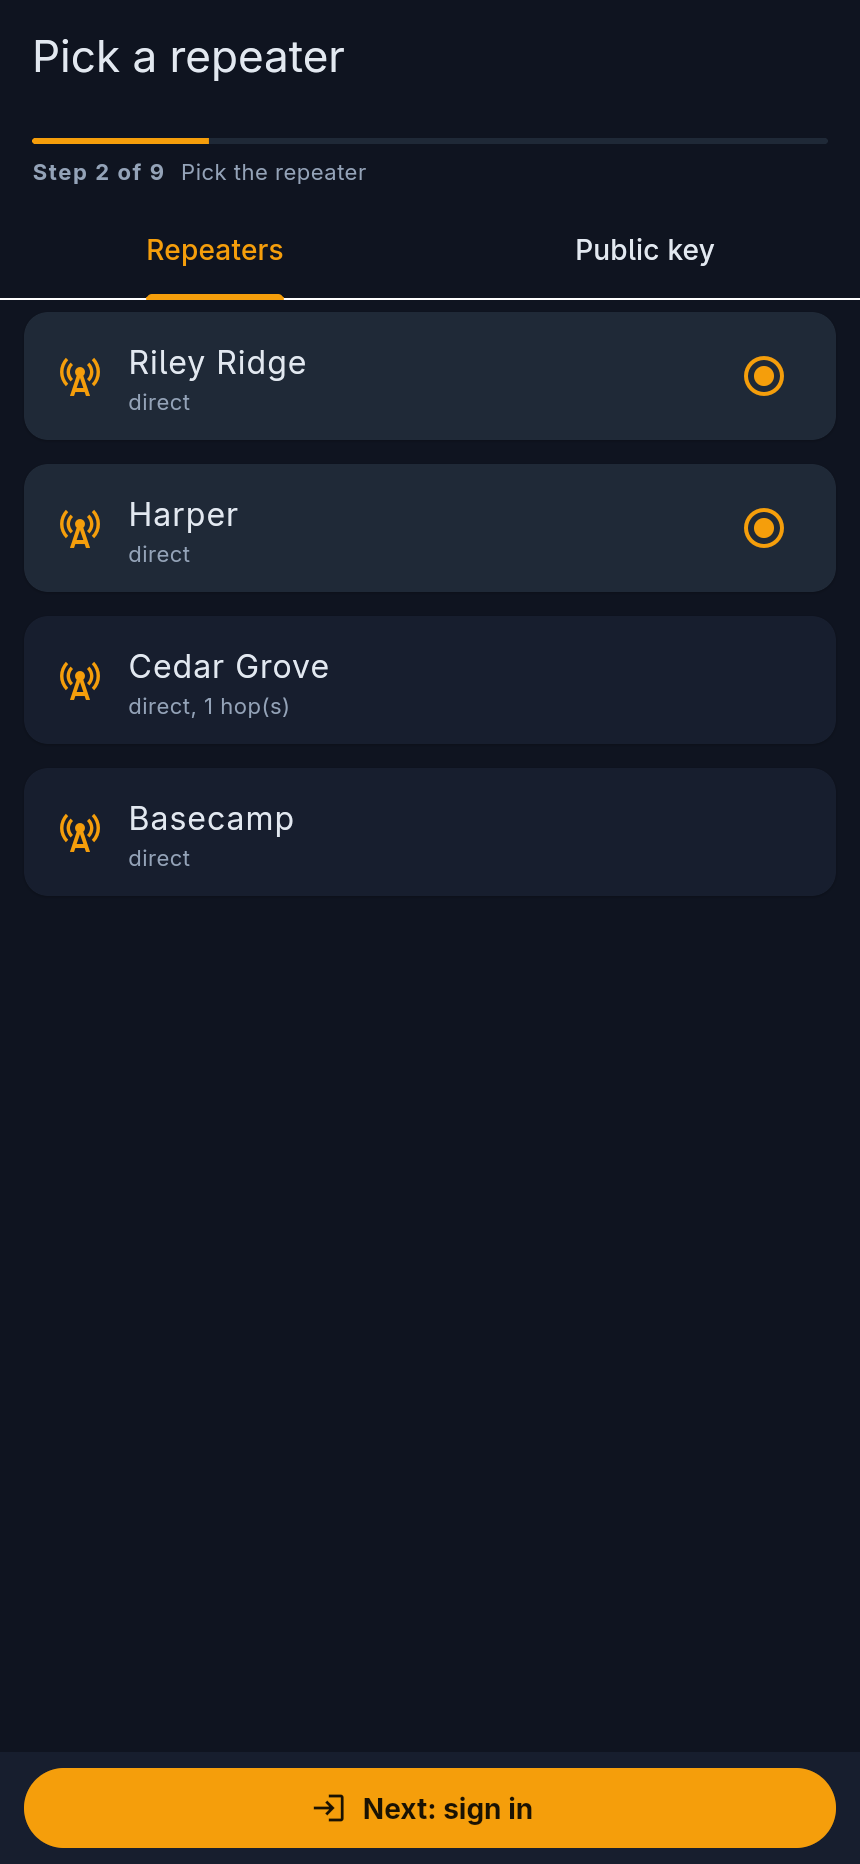 Pick a repeater
Step 2 of 9 Pick the repeater
Repeaters
Public key
Riley Ridge
direct
Harper
direct
Cedar Grove
direct, 1 hop(s)
Basecamp
direct
Next: sign in